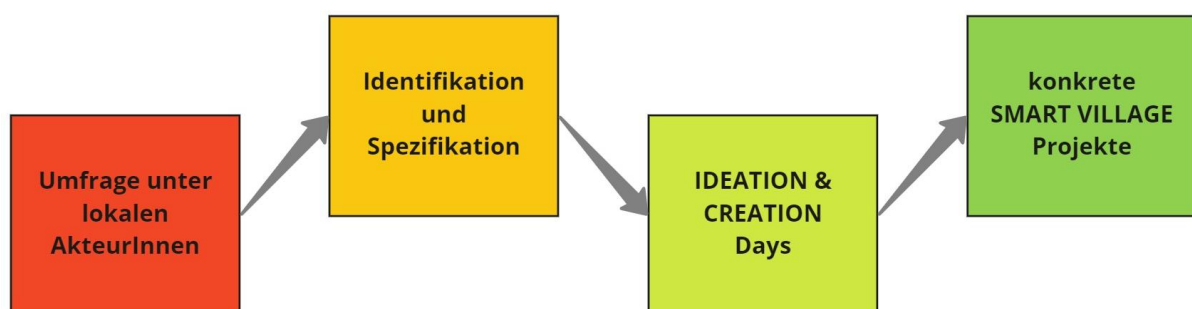 Umfrage unter
lokalen
AkteurInnen
Identifikation
und
Spezifikation
IDEATION &
CREATION
Days
konkrete
SMART VILLAGE
Projekte